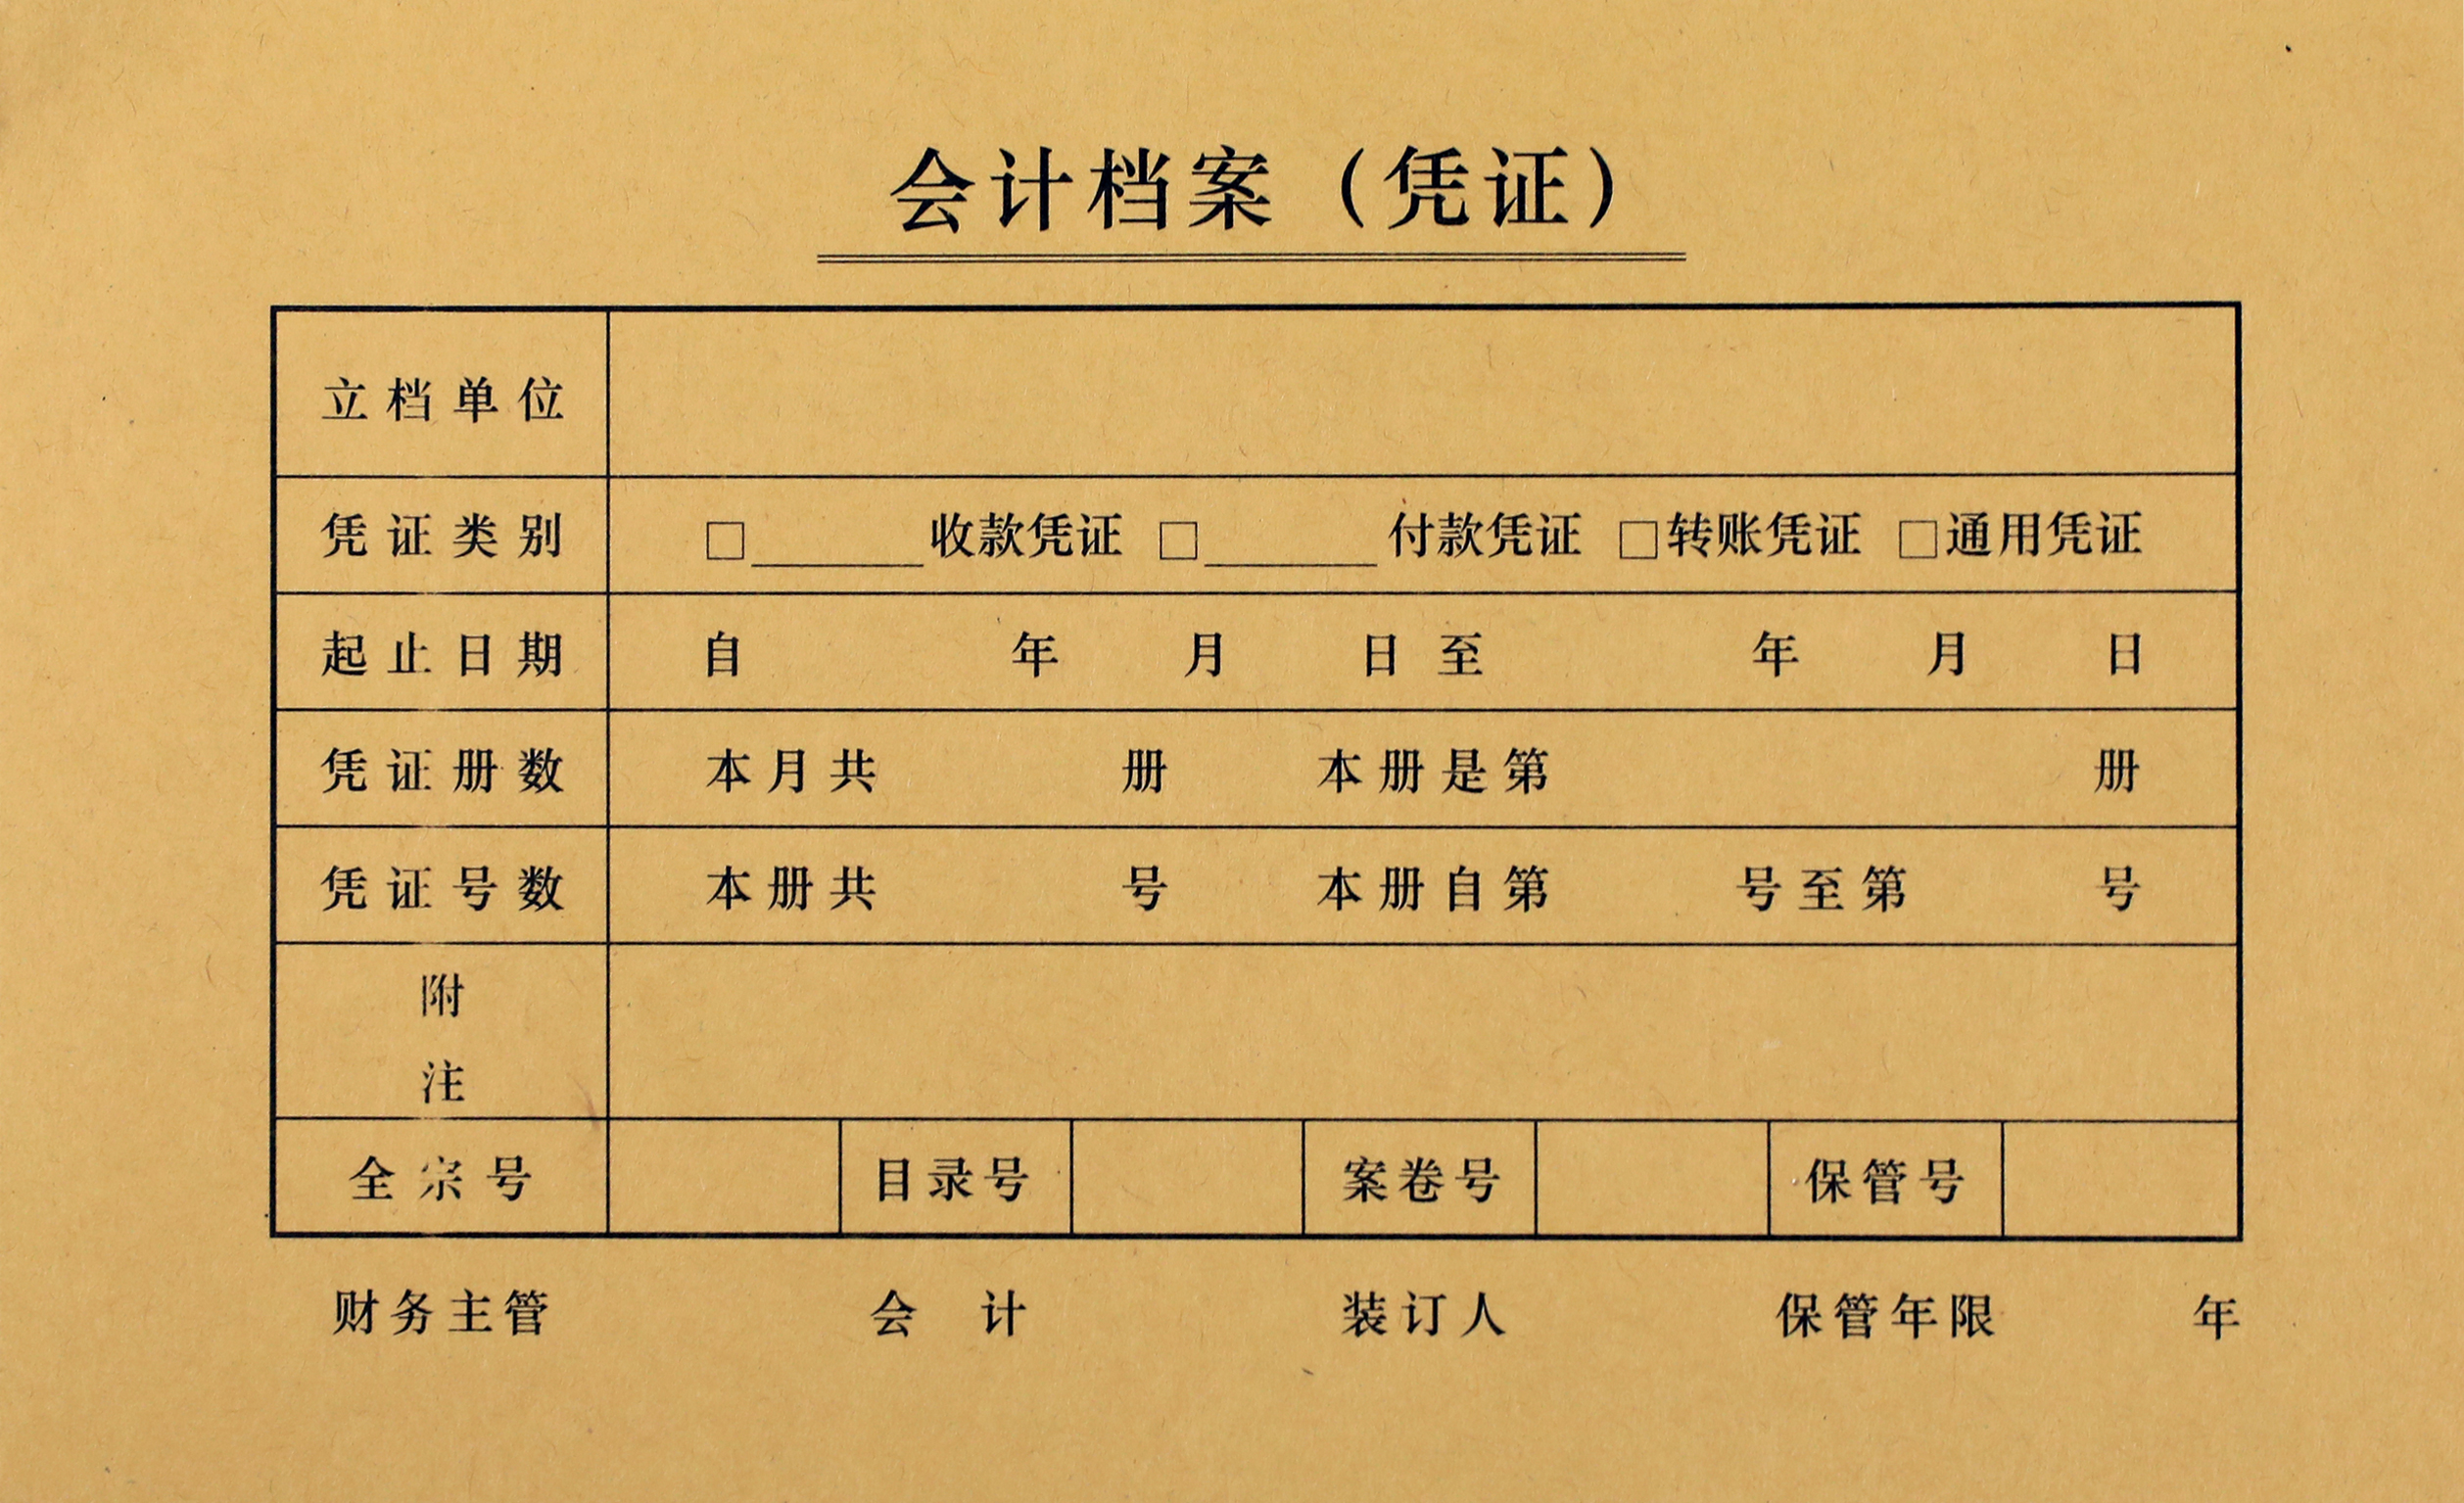 会计档案（凭证）
立档单位
凭证类别 □______收款凭证 □______付款凭证 □转账凭证 □通用凭证
起止日期 自 年 月 日 至 年 月 日
凭证册数 本月共 册 本册是第 册
凭证号数 本册共 号 本册自第 号至第 号
附
注
全宗号 目录号 案卷号 保管号
财务主管 会计 装订人 保管年限 年